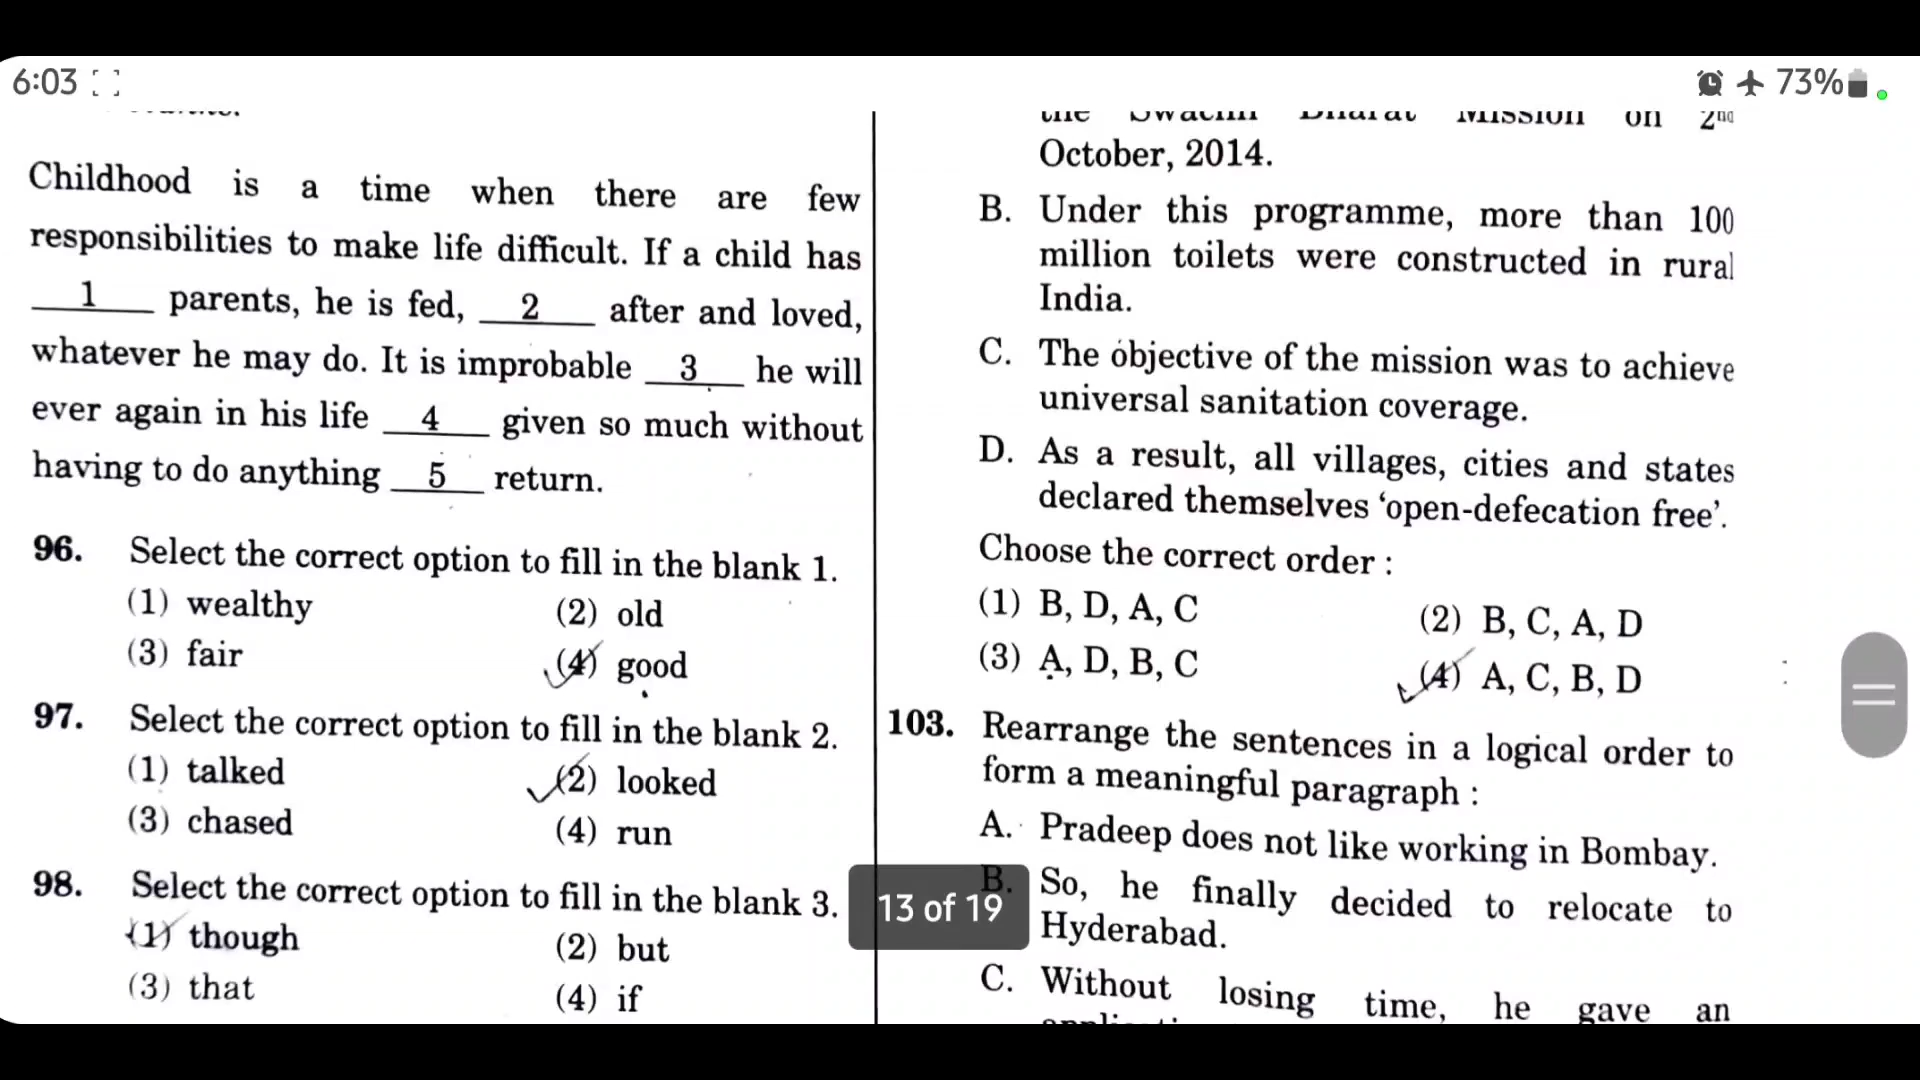 6:03
73%
Childhood is a time when there are few
responsibilities to make life difficult. If a child has
1 parents, he is fed, 2 after and loved,
whatever he may do. It is improbable 3 he will
ever again in his life 4 given so much without
having to do anything 5 return.
96. Select the correct option to fill in the blank 1.
(1) wealthy (2) old
(3) fair (4) good
97. Select the correct option to fill in the blank 2.
(1) talked (2) looked
(3) chased (4) run
98. Select the correct option to fill in the blank 3.
(1) though (2) but
(3) that (4) if
the Swachh Bharat Mission on 2nd
October, 2014.
B. Under this programme, more than 100
million toilets were constructed in rural
India.
C. The objective of the mission was to achieve
universal sanitation coverage.
D. As a result, all villages, cities and states
declared themselves ‘open-defecation free’.
Choose the correct order :
(1) B, D, A, C (2) B, C, A, D
(3) A, D, B, C (4) A, C, B, D
103. Rearrange the sentences in a logical order to
form a meaningful paragraph :
A. Pradeep does not like working in Bombay.
B. So, he finally decided to relocate to
Hyderabad.
C. Without losing time, he gave an
13 of 19